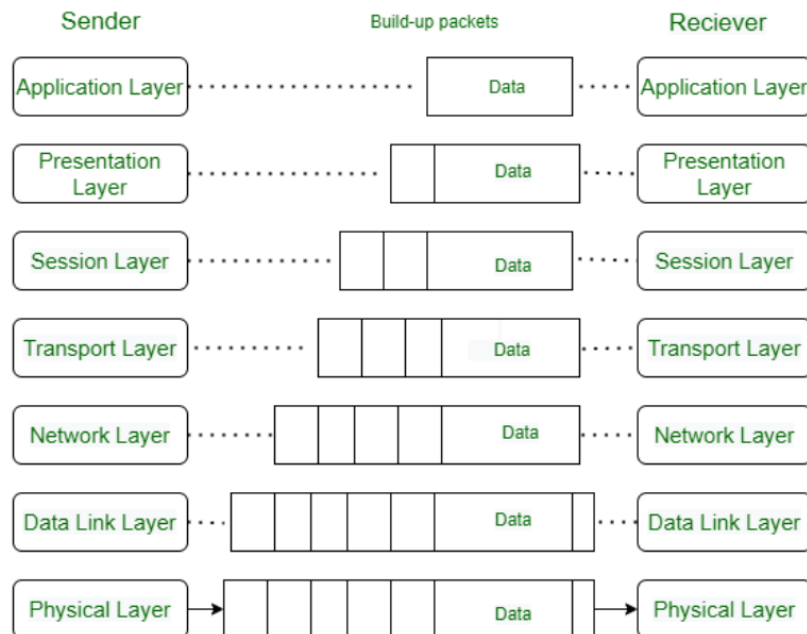 Sender Build-up packets Reciever
Application Layer Data Application Layer
Presentation Layer Data Presentation Layer
Session Layer Data Session Layer
Transport Layer Data Transport Layer
Network Layer Data Network Layer
Data Link Layer Data Data Link Layer
Physical Layer Data Physical Layer